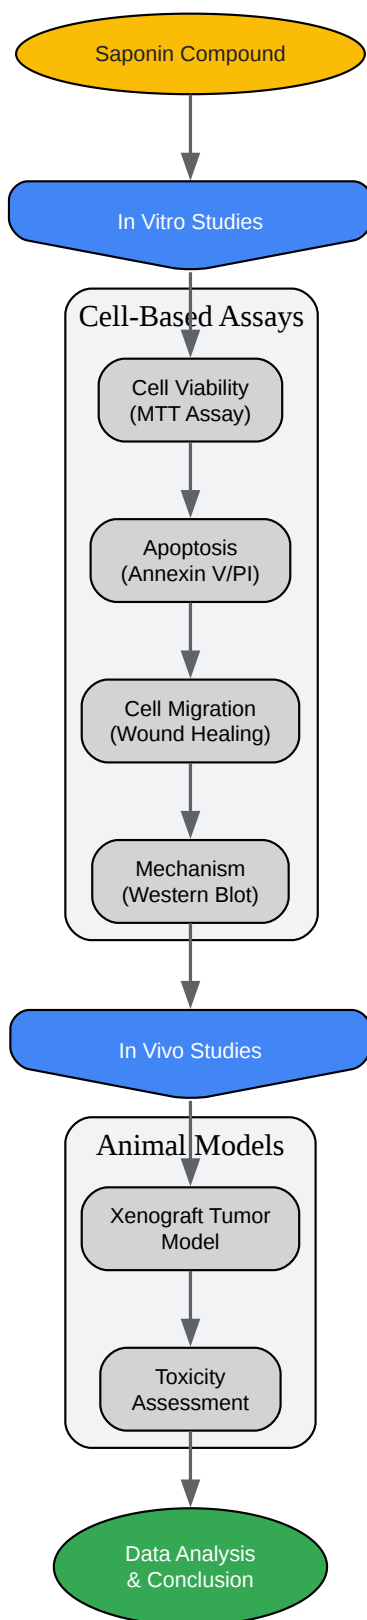 Saponin Compound
In Vitro Studies
Cell-Based Assays
Cell Viability
(MTT Assay)
Apoptosis
(Annexin V/PI)
Cell Migration
(Wound Healing)
Mechanism
(Western Blot)
In Vivo Studies
Animal Models
Xenograft Tumor
Model
Toxicity
Assessment
Data Analysis
& Conclusion